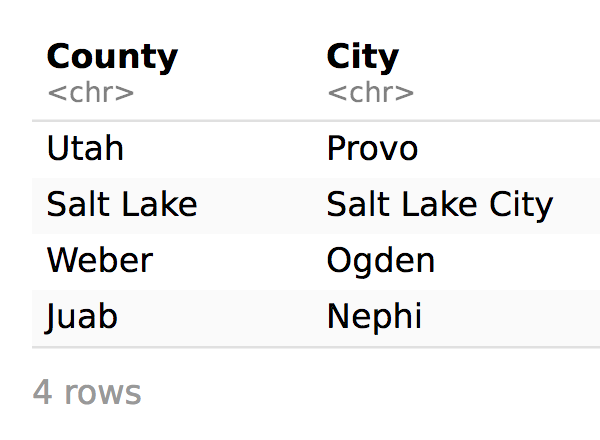 County City
<chr> <chr>
Utah Provo
Salt Lake Salt Lake City
Weber Ogden
Juab Nephi
4 rows